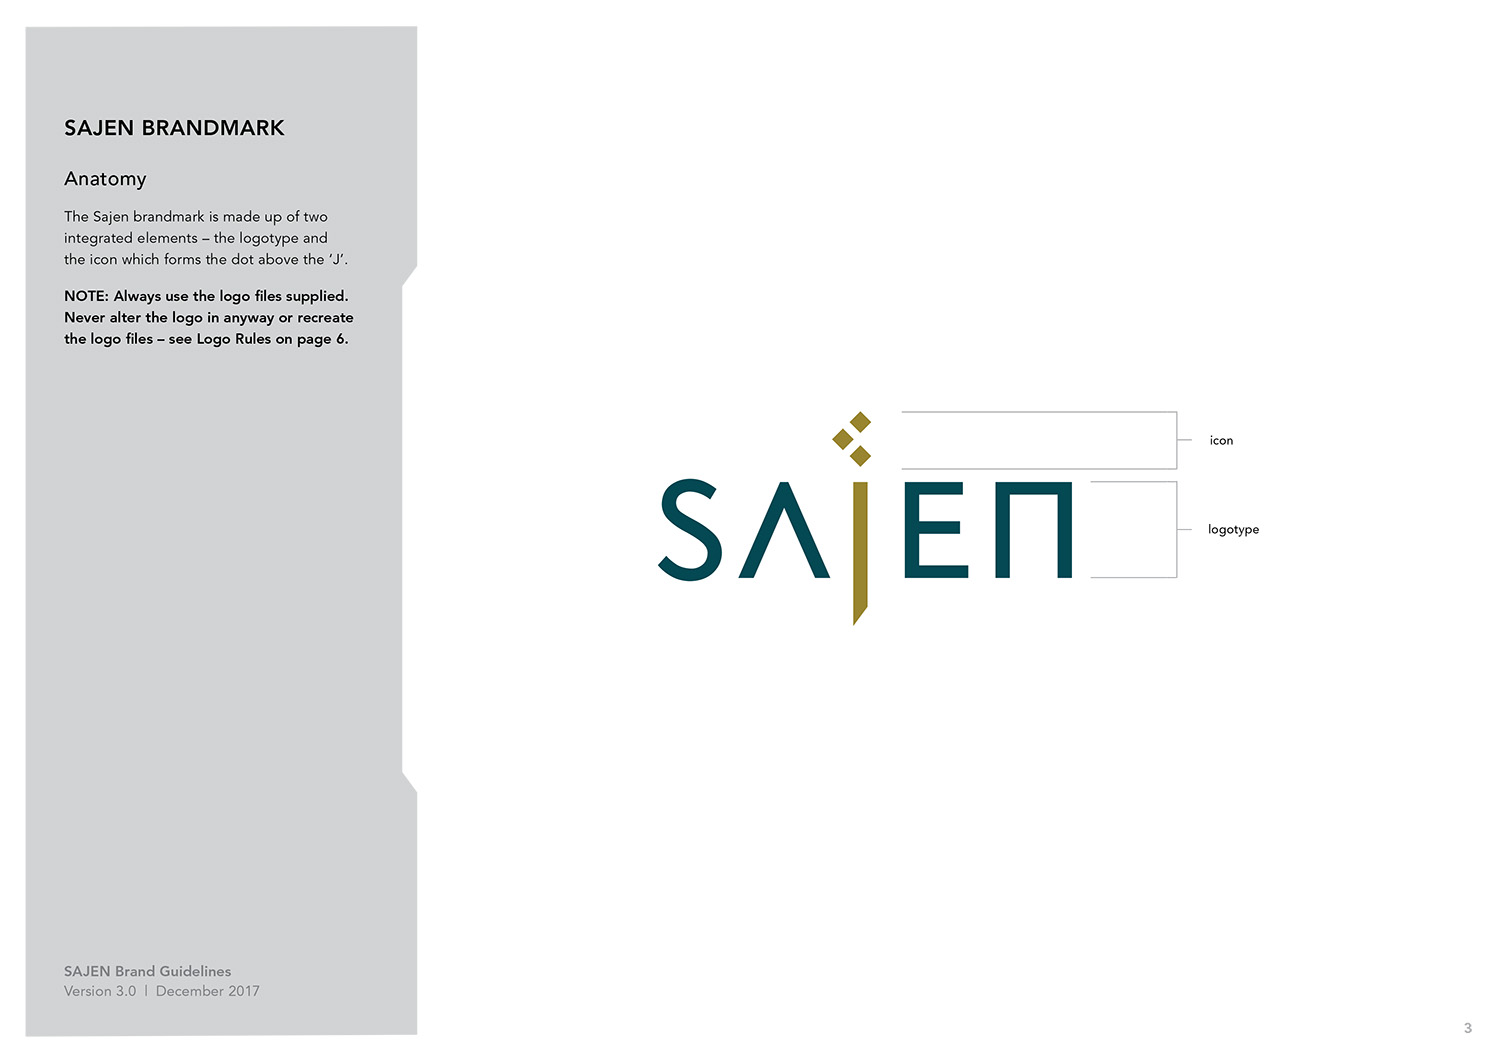 SAJEN BRANDMARK
Anatomy
The Sajen brandmark is made up of two
integrated elements – the logotype and
the icon which forms the dot above the ‘J’.
NOTE: Always use the logo files supplied.
Never alter the logo in anyway or recreate
the logo files – see Logo Rules on page 6.
SAJEN
icon
logotype
SAJEN Brand Guidelines
Version 3.0 | December 2017
3